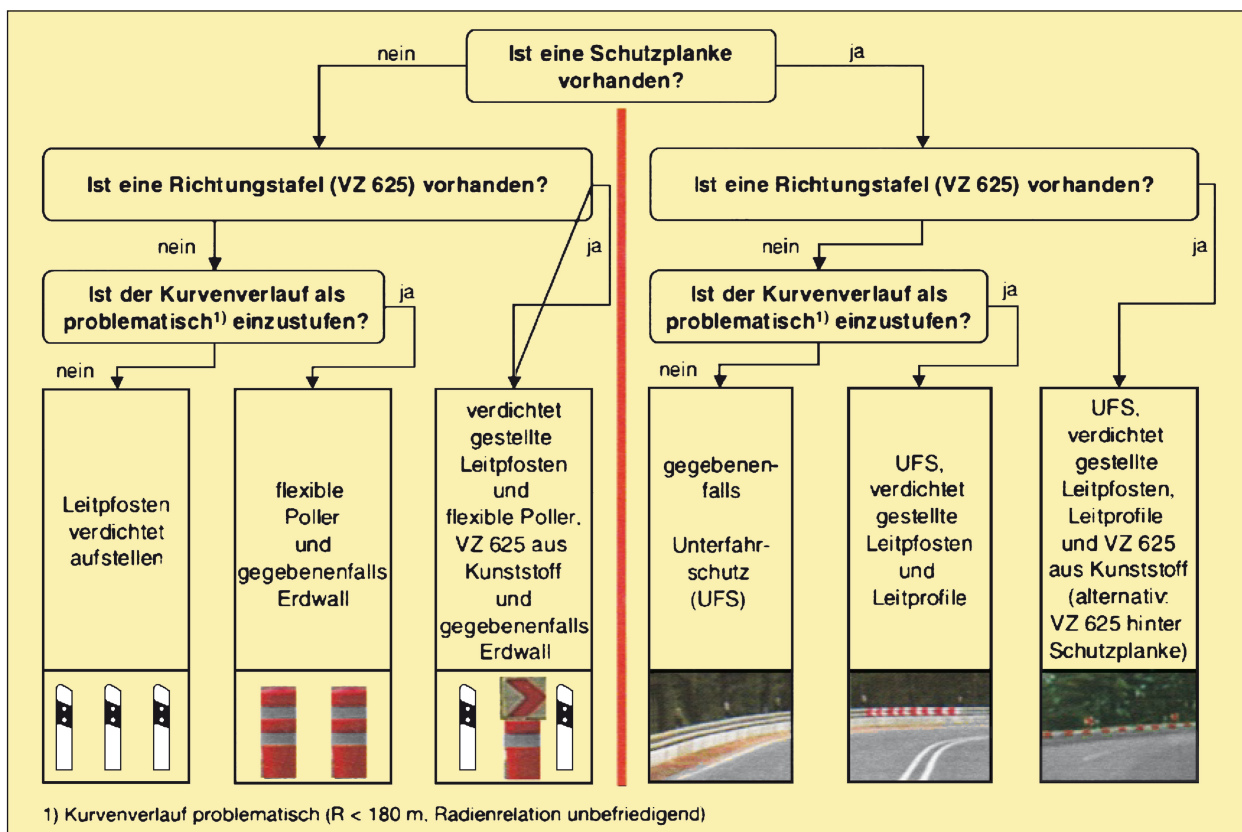 nein
Ist eine Schutzplanke
vorhanden?
ja
Ist eine Richtungstafel (VZ 625) vorhanden?
nein
ja
Ist der Kurvenverlauf als
problematisch1) einzustufen?
ja
nein
Leitpfosten
verdichtet
aufstellen
flexible
Poller
und
gegebenenfalls
Erdwall
verdichtet
gestellte
Leitpfosten
und
flexible Poller,
VZ 625 aus
Kunststoff
und
gegebenenfalls
Erdwall
Ist eine Richtungstafel (VZ 625) vorhanden?
nein
ja
Ist der Kurvenverlauf als
problematisch1) einzustufen?
ja
nein
gegebenen-
falls
Unterfahr-
schutz
(UFS)
UFS,
verdichtet
gestellte
Leitpfosten
und
Leitprofile
UFS,
verdichtet
gestellte
Leitpfosten,
Leitprofile
und VZ 625
aus Kunststoff
(alternativ:
VZ 625 hinter
Schutzplanke)
1) Kurvenverlauf problematisch (R < 180 m, Radienrelation unbefriedigend)